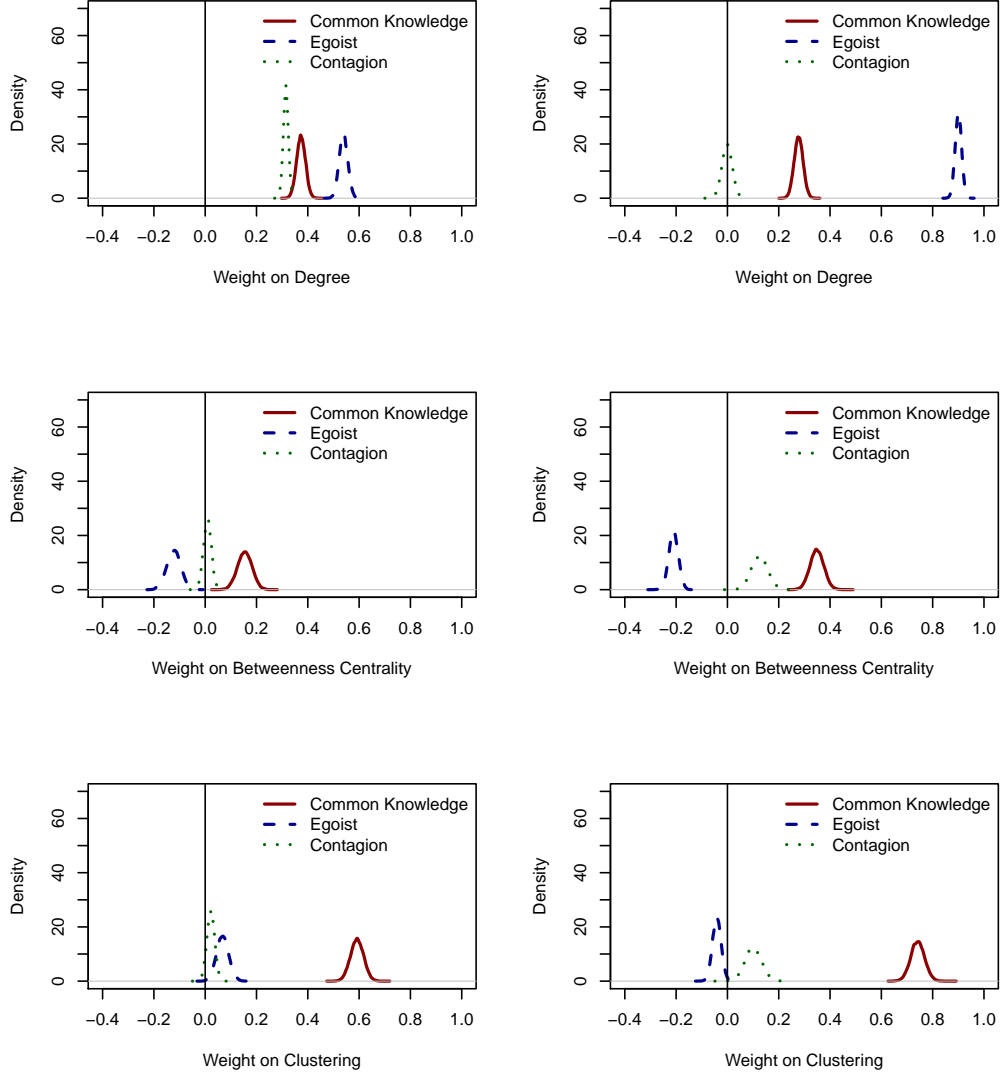 Common Knowledge
Egoist
Contagion
Density
0 20 40 60
−0.4 −0.2 0.0 0.2 0.4 0.6 0.8 1.0
Weight on Degree
Common Knowledge
Egoist
Contagion
Density
0 20 40 60
−0.4 −0.2 0.0 0.2 0.4 0.6 0.8 1.0
Weight on Degree
Common Knowledge
Egoist
Contagion
Density
0 20 40 60
−0.4 −0.2 0.0 0.2 0.4 0.6 0.8 1.0
Weight on Betweenness Centrality
Common Knowledge
Egoist
Contagion
Density
0 20 40 60
−0.4 −0.2 0.0 0.2 0.4 0.6 0.8 1.0
Weight on Betweenness Centrality
Common Knowledge
Egoist
Contagion
Density
0 20 40 60
−0.4 −0.2 0.0 0.2 0.4 0.6 0.8 1.0
Weight on Clustering
Common Knowledge
Egoist
Contagion
Density
0 20 40 60
−0.4 −0.2 0.0 0.2 0.4 0.6 0.8 1.0
Weight on Clustering